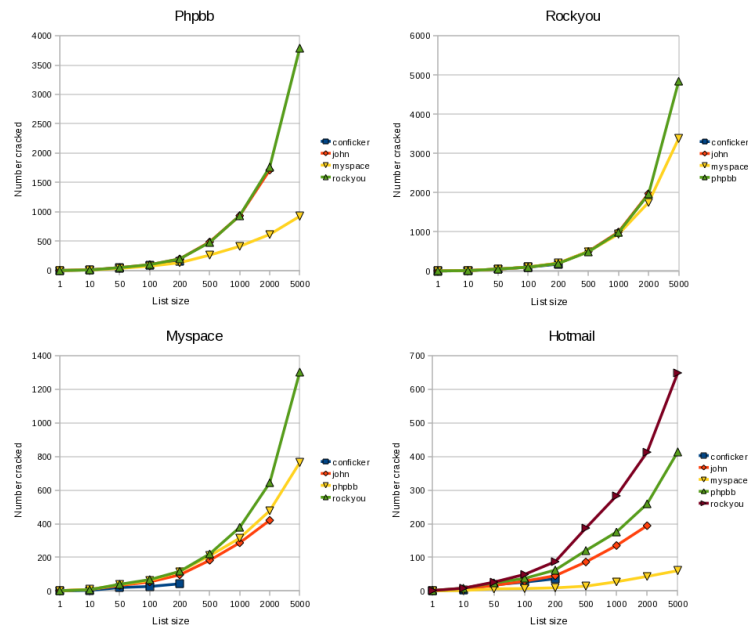 Phpbb
4000
3500
3000
2500
2000
1500
1000
500
0
Number cracked
1 10 50 100 200 500 1000 2000 5000
List size
conficker
john
myspace
rockyou
Rockyou
6000
5000
4000
3000
2000
1000
0
Number cracked
1 10 50 100 200 500 1000 2000 5000
List size
conficker
john
myspace
phpbb
Myspace
1400
1200
1000
800
600
400
200
0
Number cracked
1 10 50 100 200 500 1000 2000 5000
List size
conficker
john
phpbb
rockyou
Hotmail
700
600
500
400
300
200
100
0
Number cracked
1 10 50 100 200 500 1000 2000 5000
List size
conficker
john
myspace
phpbb
rockyou